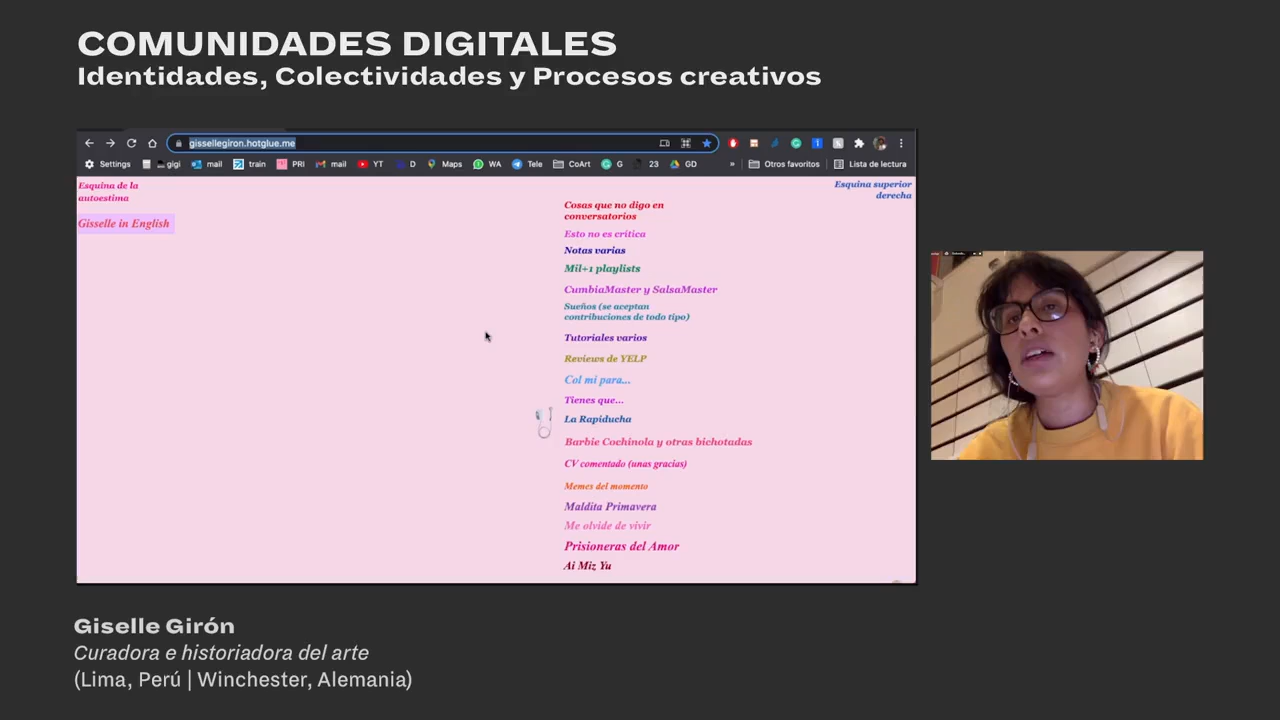 COMUNIDADES DIGITALES
Identidades, Colectividades y Procesos creativos
gissellegiron.hotglue.me
Settings gigi mail train PRI mail YT D Maps WA Tele CoArt G 23 GD » Otros favoritos Lista de lectura
Esquina de la
autoestima
Gisselle in English
Esquina superior
derecha
Cosas que no digo en
conversatorios
Esto no es crítica
Notas varias
Mil+1 playlists
CumbiaMaster y SalsaMaster
Sueños (se aceptan
contribuciones de todo tipo)
Tutoriales varios
Reviews de YELP
Col mi para...
Tienes que...
La Rapiducha
Barbie Cochinola y otras bichotadas
CV comentado (unas gracias)
Memes del momento
Maldita Primavera
Me olvide de vivir
Prisioneras del Amor
Ai Miz Yu
Giselle Girón
Curadora e historiadora del arte
(Lima, Perú | Winchester, Alemania)